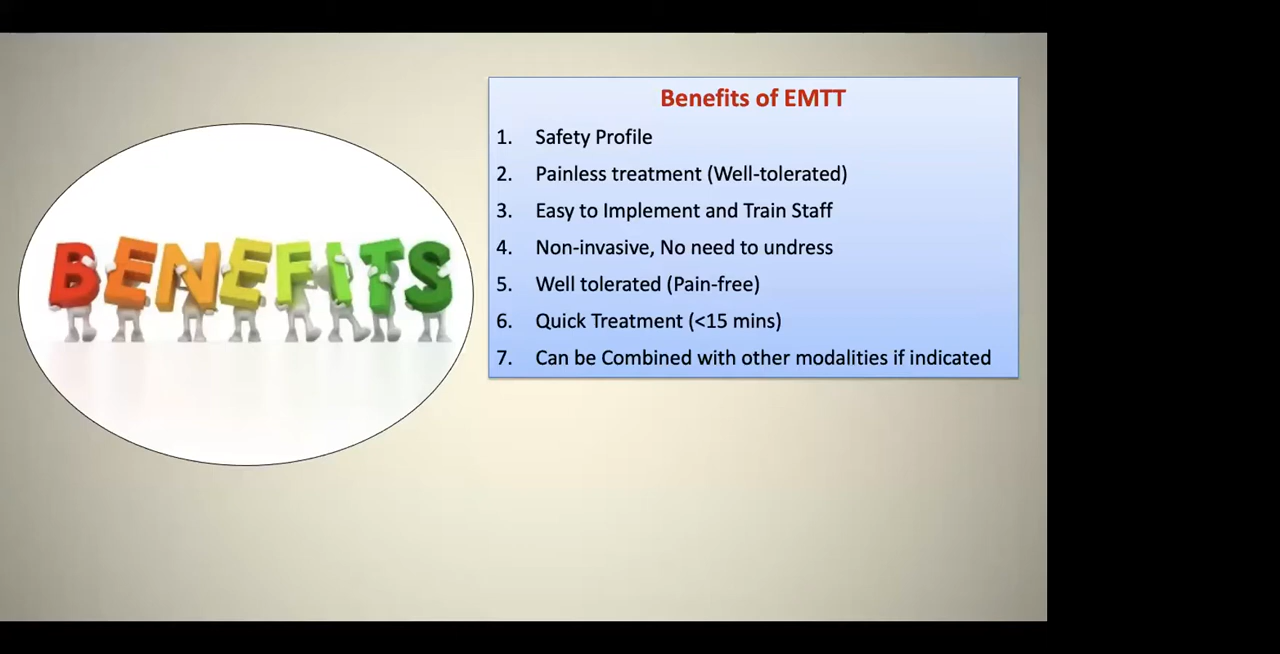 BENEFITS
Benefits of EMTT
1. Safety Profile
2. Painless treatment (Well-tolerated)
3. Easy to Implement and Train Staff
4. Non-invasive, No need to undress
5. Well tolerated (Pain-free)
6. Quick Treatment (<15 mins)
7. Can be Combined with other modalities if indicated